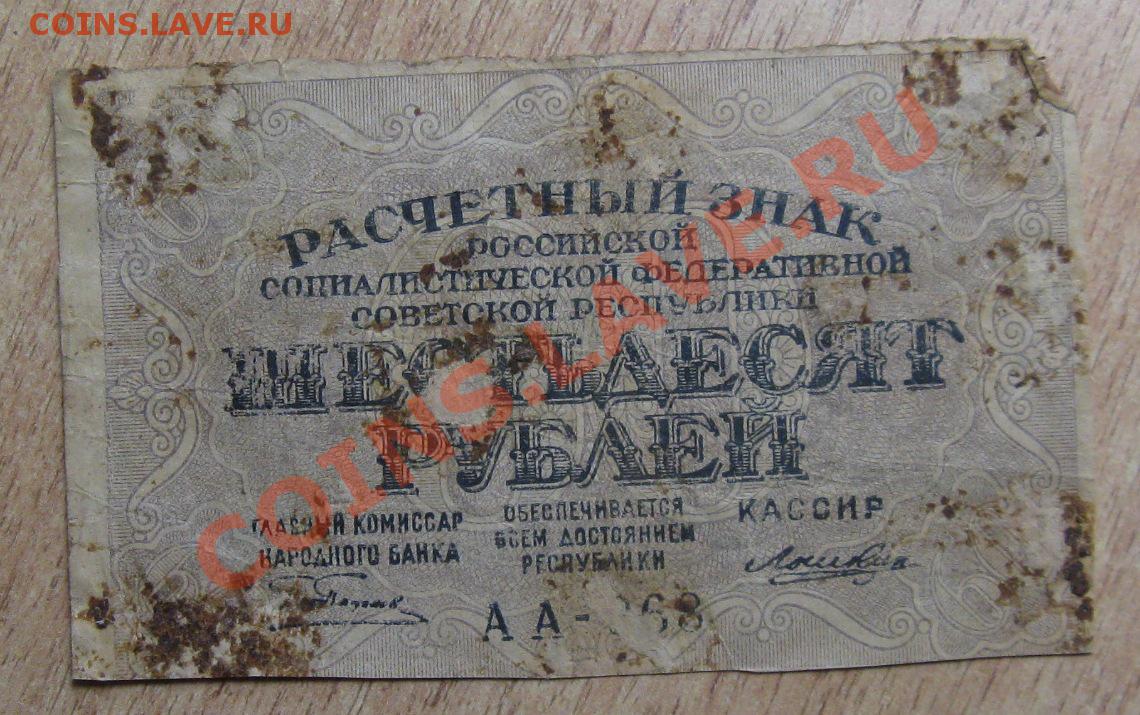 COINS.LAVE.RU
РАСЧЕТНЫЙ ЗНАК
РОССИЙСКОЙ
СОЦИАЛИСТИЧЕСКОЙ ФЕДЕРАТИВНОЙ
СОВЕТСКОЙ РЕСПУБЛИКИ
ШЕСТЬДЕСЯТ
РУБЛЕЙ
ГЛАВНЫЙ КОМИССАР
НАРОДНОГО БАНКА
ОБЕСПЕЧИВАЕТСЯ
ВСЕМ ДОСТОЯНИЕМ
РЕСПУБЛИКИ
КАССИР
АА-
COINS.LAVE.RU